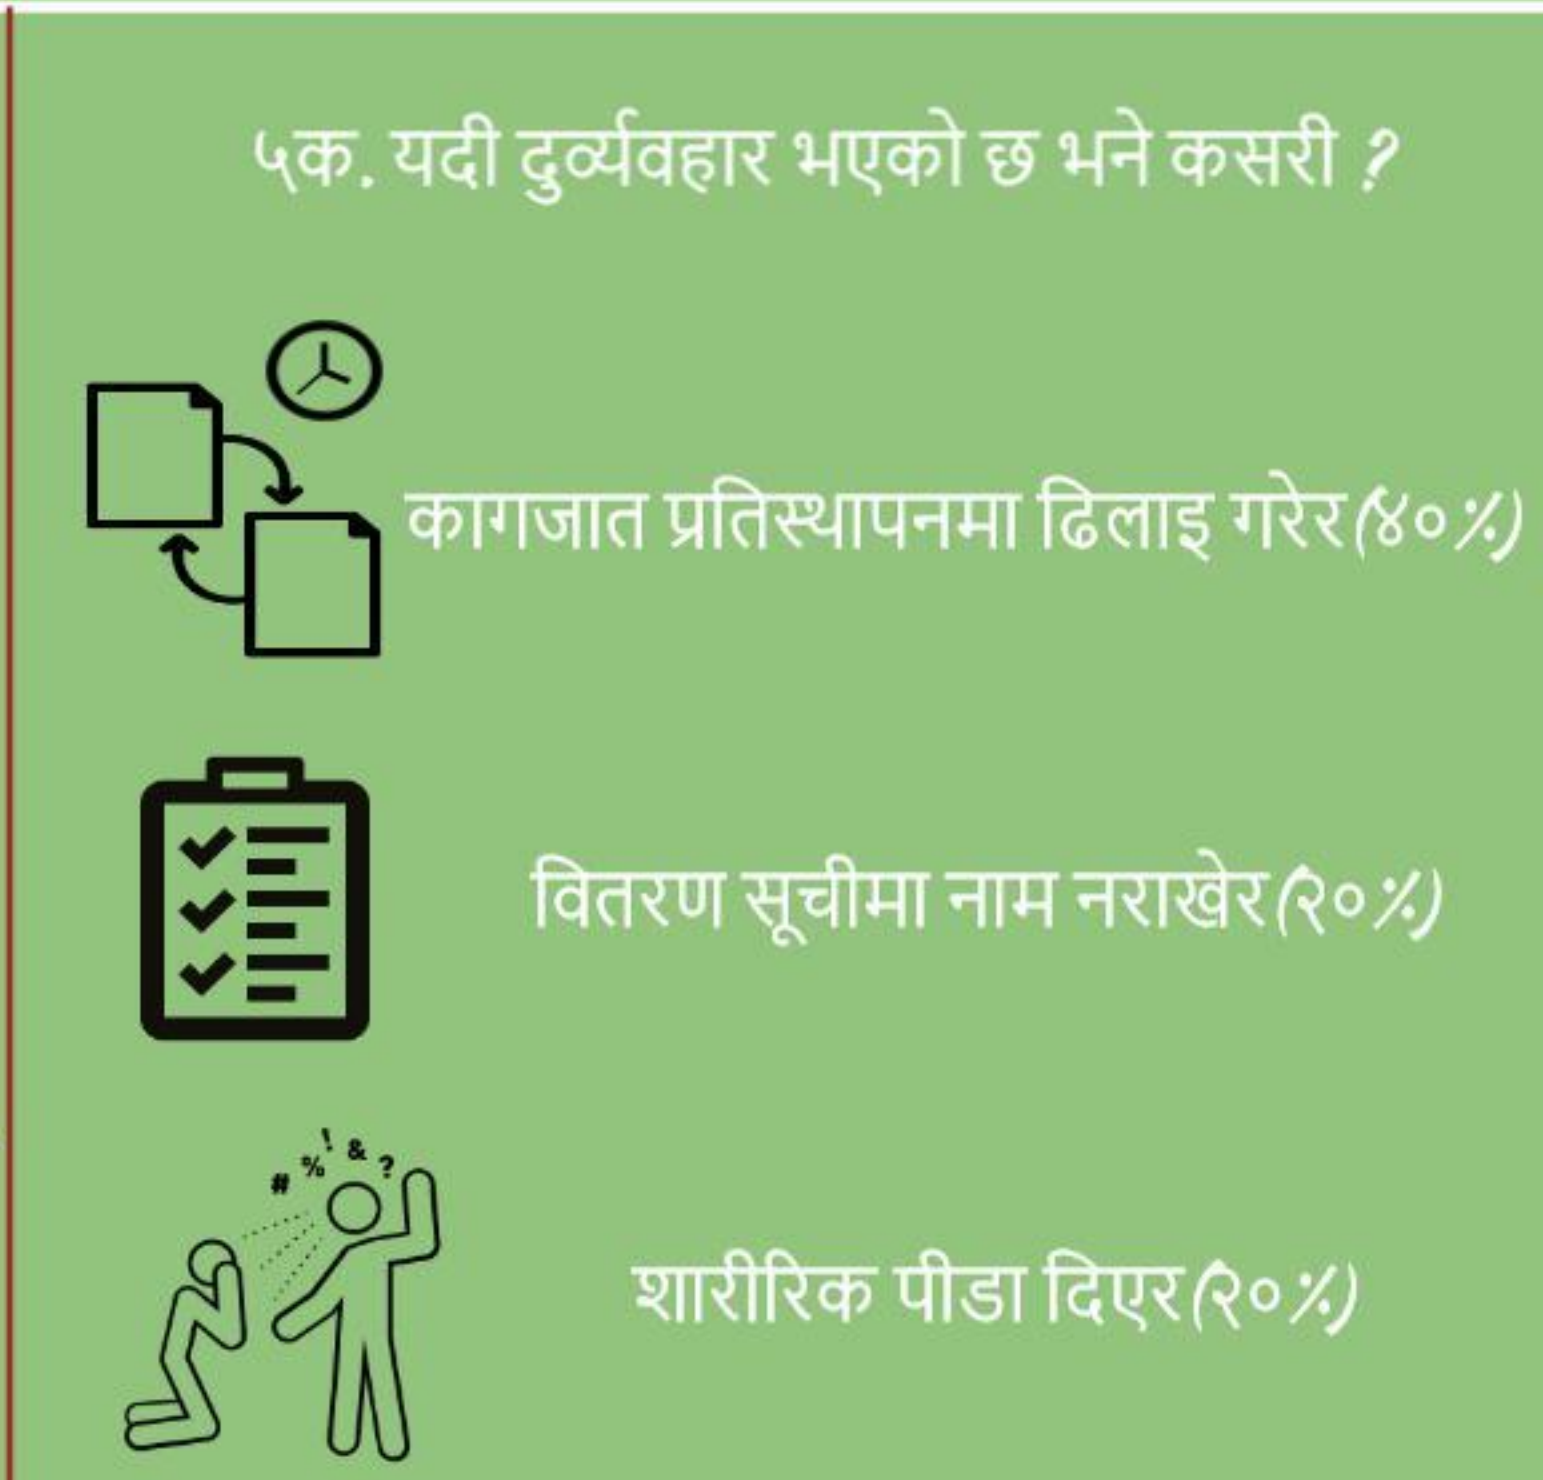 ५क. यदी दुर्व्यवहार भएको छ भने कसरी ?
कागजात प्रतिस्थापनमा ढिलाइ गरेर(४०%)
वितरण सूचीमा नाम नराखेर(२०%)
# % ! & ?
शारीरिक पीडा दिएर(२०%)